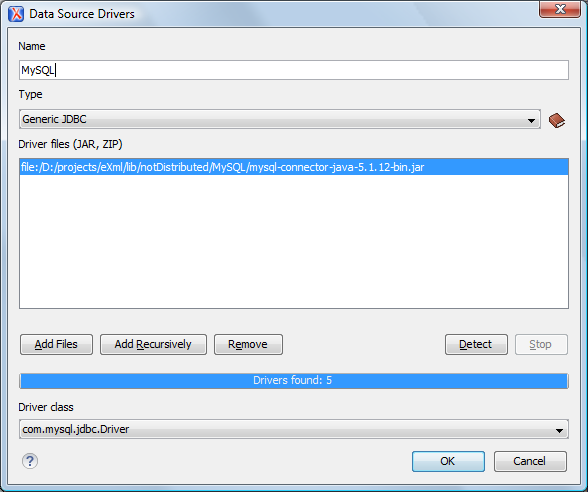 Data Source Drivers
Name
MySQL
Type
Generic JDBC
Driver files (JAR, ZIP)
file:/D:/projects/eXml/lib/notDistributed/MySQL/mysql-connector-java-5.1.12-bin.jar
Add Files Add Recursively Remove Detect Stop
Drivers found: 5
Driver class
com.mysql.jdbc.Driver
? OK Cancel